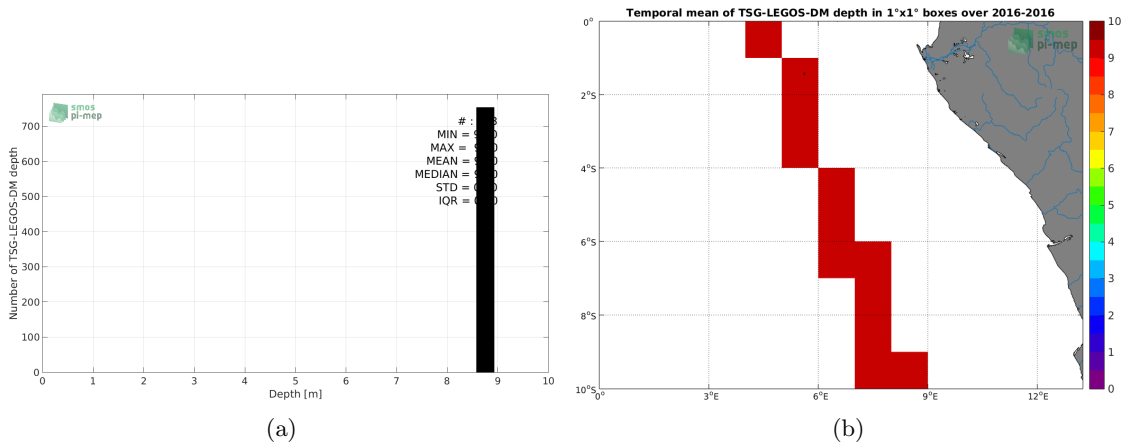 smos
pi-mep
# :
MIN =
MAX =
MEAN =
MEDIAN =
STD =
IQR =
Number of TSG-LEGOS-DM depth
700
600
500
400
300
200
100
0
0 1 2 3 4 5 6 7 8 9 10
Depth [m]
(a)
Temporal mean of TSG-LEGOS-DM depth in 1°x1° boxes over 2016-2016
smos
pi-mep
0°
2°S
4°S
6°S
8°S
10°S
0° 3°E 6°E 9°E 12°E
10
9
8
7
6
5
4
3
2
1
0
(b)